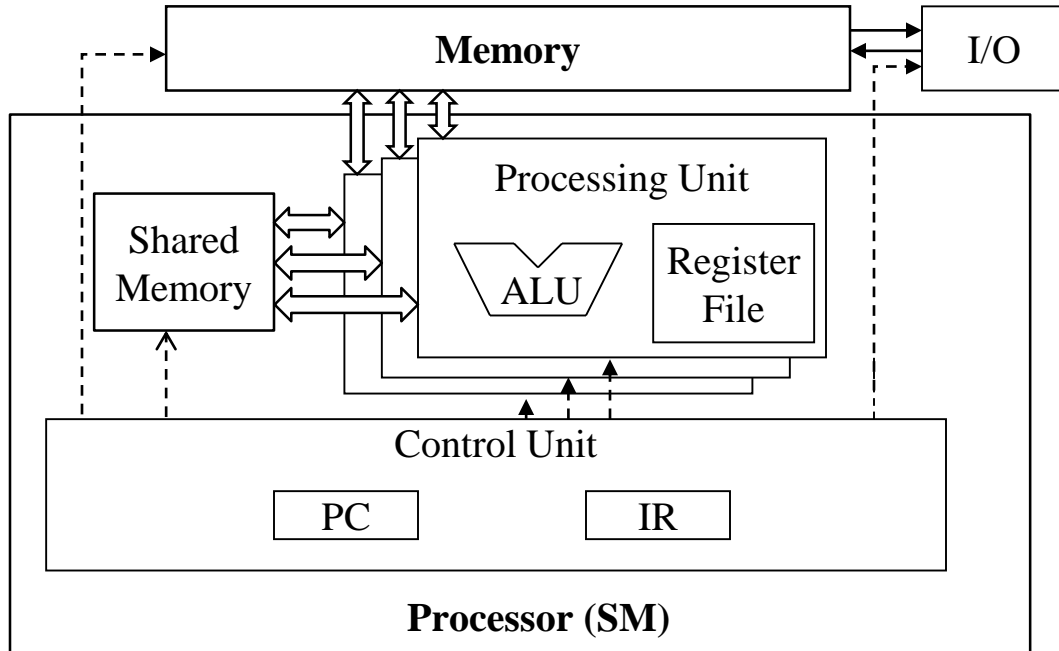 Memory
I/O
Processing Unit
Shared
Memory
ALU
Register
File
Control Unit
PC
IR
Processor (SM)